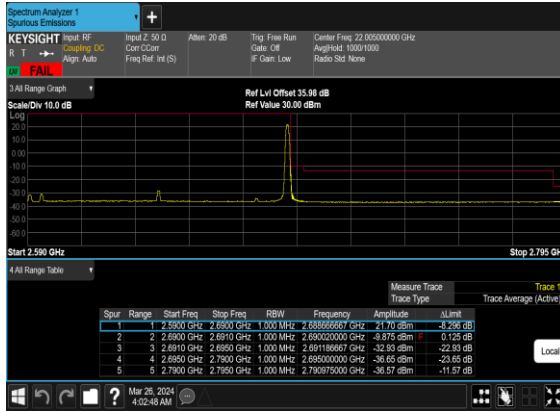 Spectrum Analyzer 1
Spurious Emissions
+
KEYSIGHT Input: RF Input Z: 50 Ω Atten: 20 dB Trig: Free Run Center Freq: 22.005000000 GHz
R T Coupling: DC Corr CCorr Gate: Off Avg|Hold: 1000/1000
Align: Auto Freq Ref: Int (S) IF Gain: Low Radio Std: None
LV FAIL
3 All Range Graph
Ref Lvl Offset 35.98 dB
Scale/Div 10.0 dB Ref Value 30.00 dBm
Log
20.0
10.0
0.00
-10.0
-20.0
-30.0
-40.0
-50.0
-60.0
Start 2.590 GHz Stop 2.795 GH
4 All Range Table
Measure Trace Trace 1
Trace Type Trace Average (Active)
Spur Range Start Freq Stop Freq RBW Frequency Amplitude ΔLimit
1 1 2.5900 GHz 2.6900 GHz 1.000 MHz 2.688666667 GHz 21.70 dBm -8.296 dB
2 2 2.6900 GHz 2.6910 GHz 1.000 MHz 2.690020000 GHz -9.875 dBm F 0.125 dB
3 3 2.6910 GHz 2.6950 GHz 1.000 MHz 2.691186667 GHz -32.93 dBm -22.93 dB
4 4 2.6950 GHz 2.7900 GHz 1.000 MHz 2.695000000 GHz -36.65 dBm -23.65 dB
5 5 2.7900 GHz 2.7950 GHz 1.000 MHz 2.790975000 GHz -36.57 dBm -11.57 dB
Local
? Mar 26, 2024
4:02:48 AM